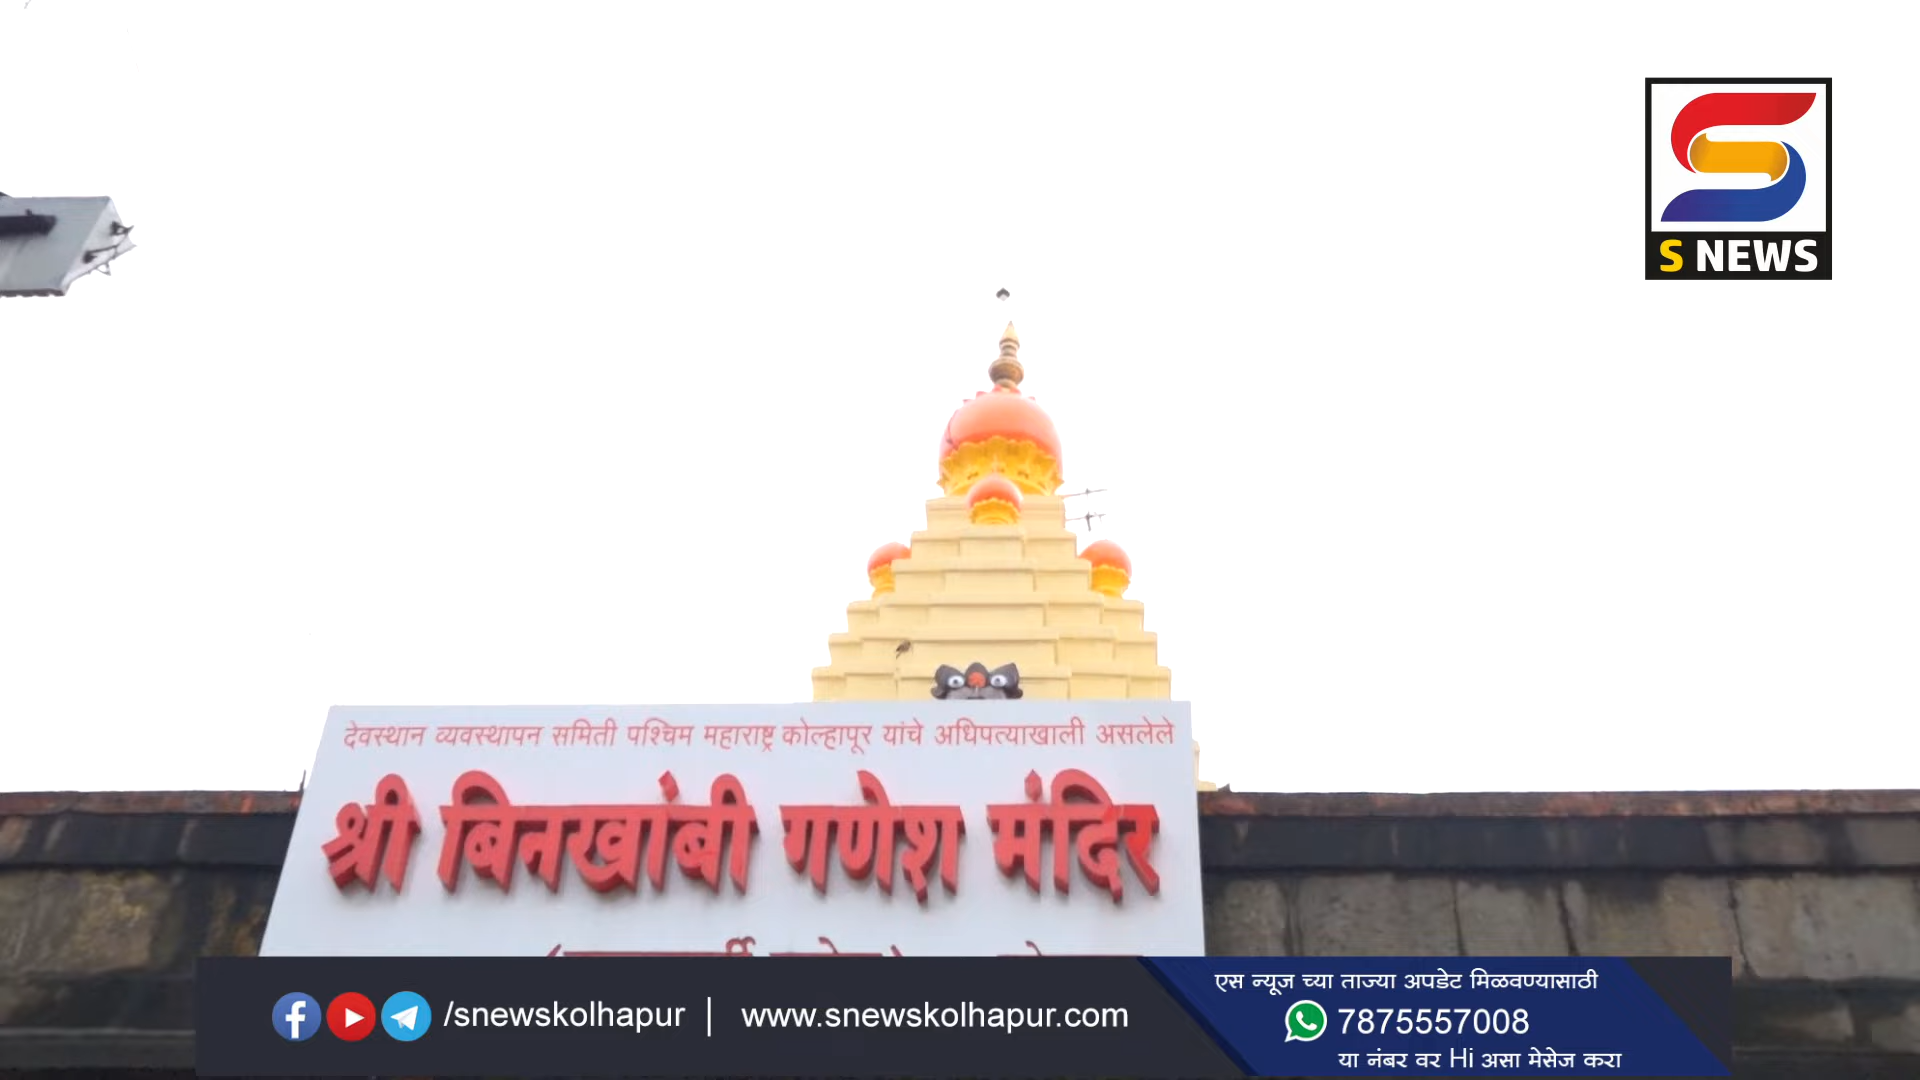 S NEWS
देवस्थान व्यवस्थापन समिती पश्चिम महाराष्ट्र कोल्हापूर यांचे अधिपत्याखाली असलेले
श्री बिनखांबी गणेश मंदिर
/snewskolhapur | www.snewskolhapur.com
एस न्यूज च्या ताज्या अपडेट मिळवण्यासाठी
7875557008
या नंबर वर Hi असा मेसेज करा